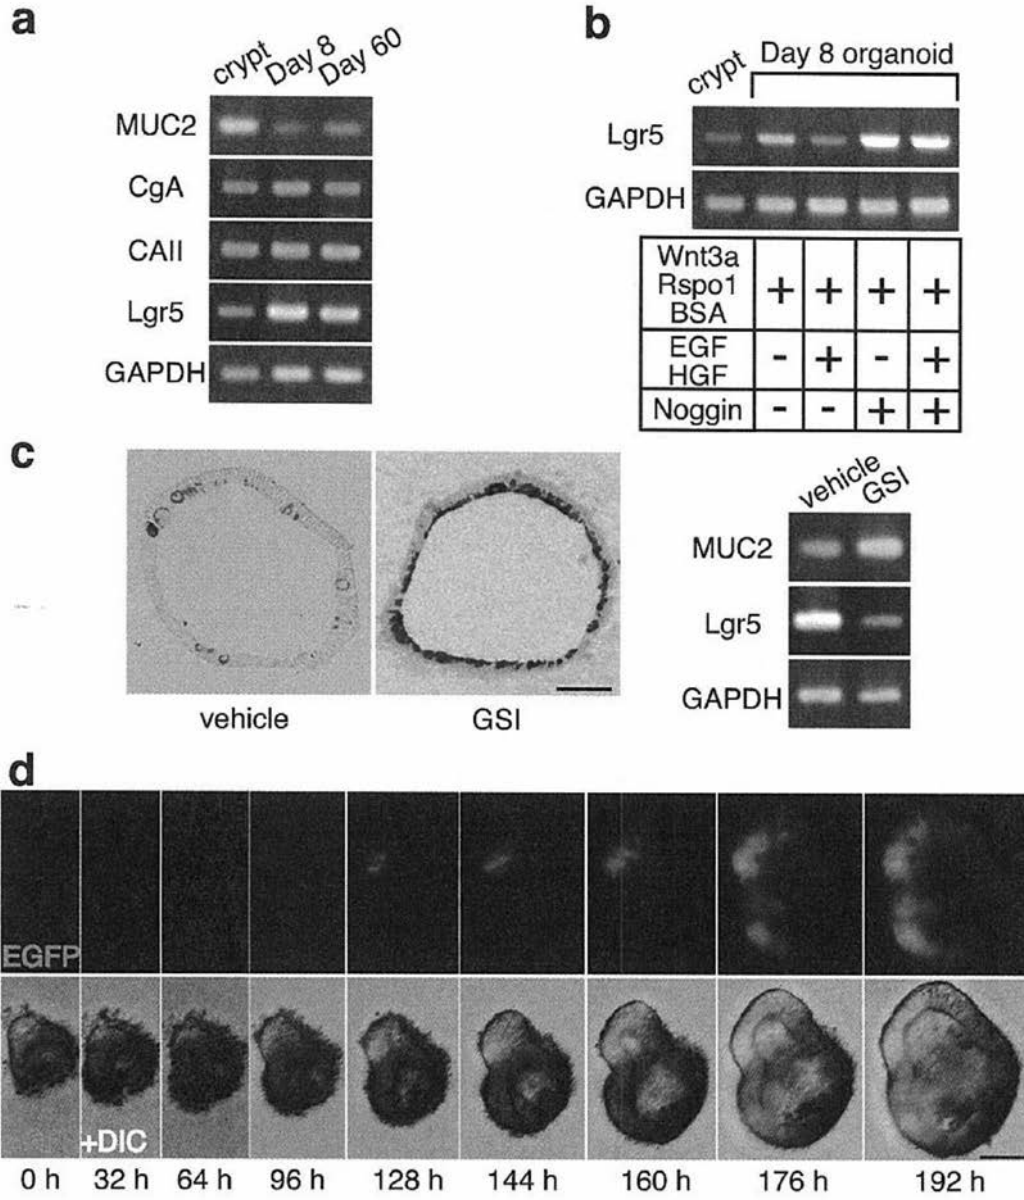 a
crypt Day 8 Day 60
MUC2
CgA
CAII
Lgr5
GAPDH
b
crypt Day 8 organoid
Lgr5
GAPDH
Wnt3a
Rspo1 + + + +
BSA
EGF - + - +
HGF
Noggin - - + +
c
vehicle GSI
vehicle GSI
MUC2
Lgr5
GAPDH
d
EGFP
+DIC
0 h 32 h 64 h 96 h 128 h 144 h 160 h 176 h 192 h